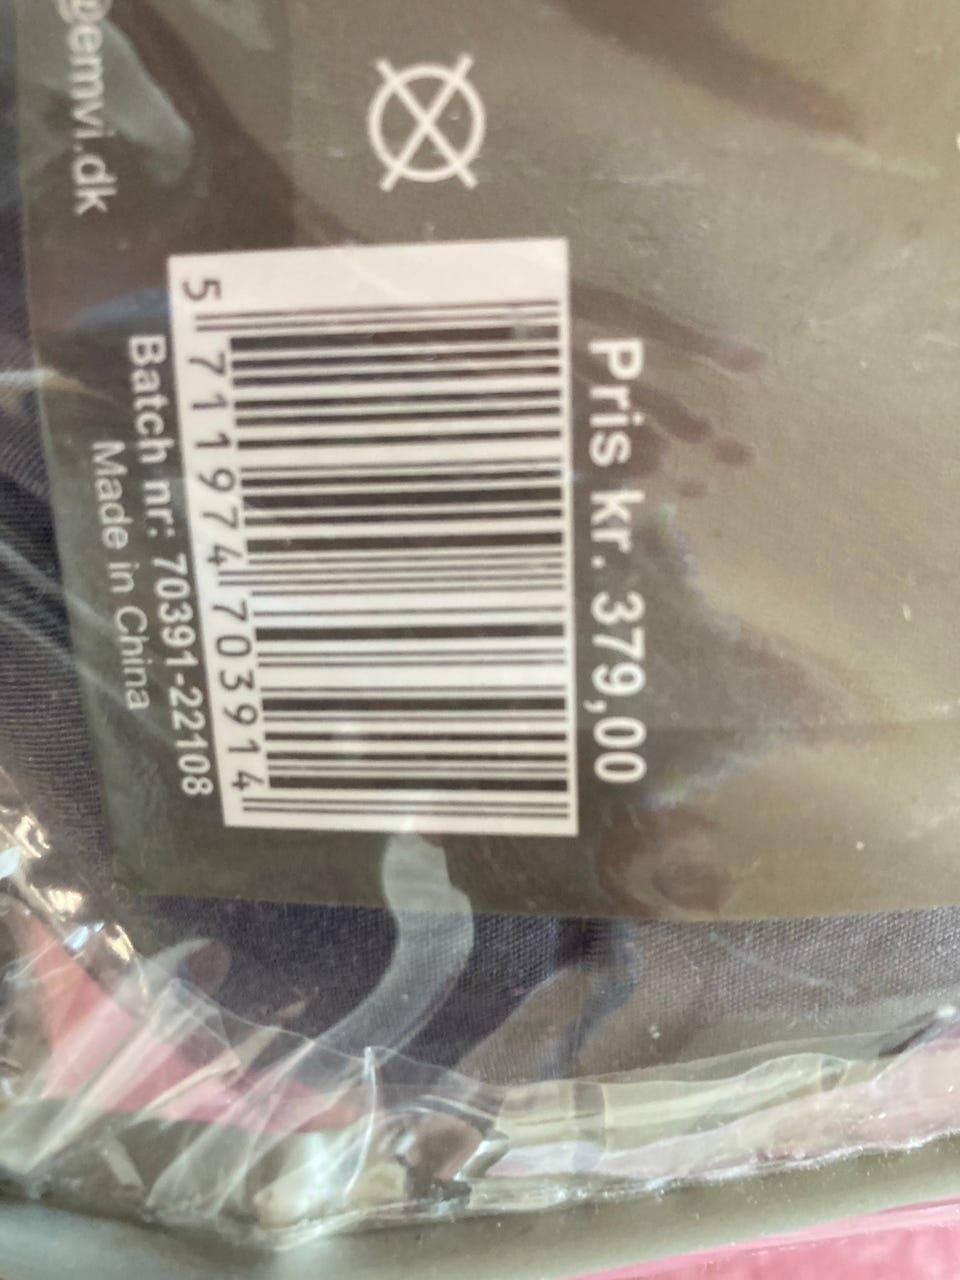 @emvi.dk
Pris kr. 379,00
5 711974 703914
Batch nr: 70391-22108
Made in China